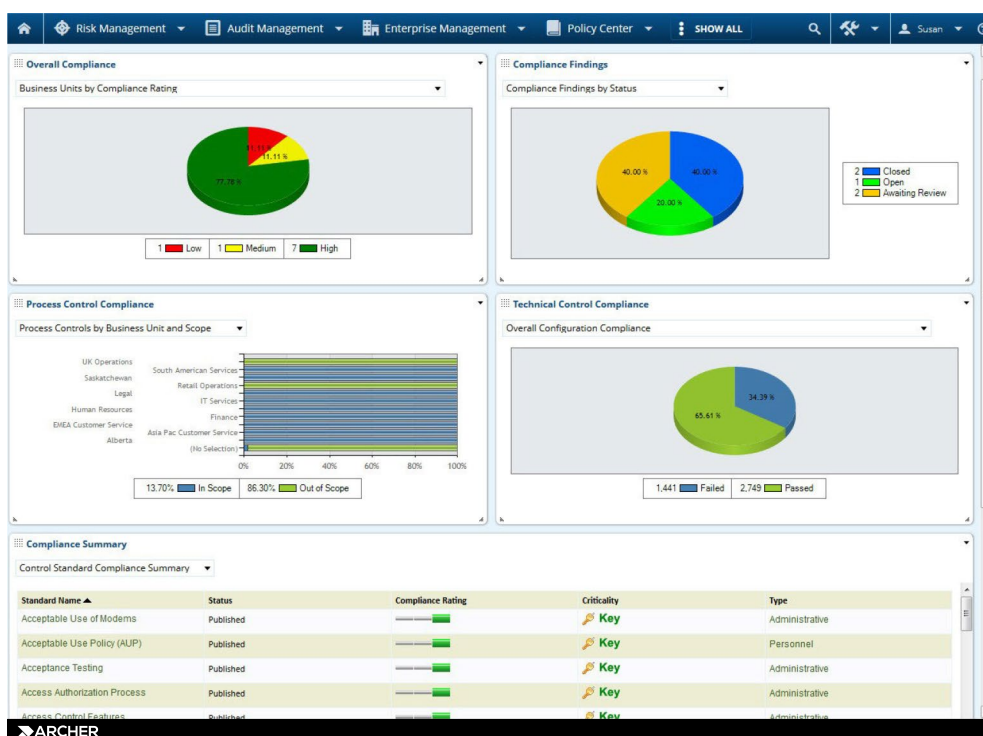 Risk Management Audit Management Enterprise Management Policy Center SHOW ALL Susan
Overall Compliance
Business Units by Compliance Rating
11.11 %
11.11 %
77.78 %
1 Low 1 Medium 7 High
Compliance Findings
Compliance Findings by Status
40.00 %
40.00 %
20.00 %
2 Closed
1 Open
2 Awaiting Review
Process Control Compliance
Process Controls by Business Unit and Scope
UK Operations
South American Services
Saskatchewan
Retail Operations
Legal
IT Services
Human Resources
Finance
EMEA Customer Service
Asia Pac Customer Service
Alberta
(No Selection)
0% 20% 40% 60% 80% 100%
13.70% In Scope 86.30% Out of Scope
Technical Control Compliance
Overall Configuration Compliance
34.39 %
65.61 %
1,441 Failed 2,749 Passed
Compliance Summary
Control Standard Compliance Summary
Standard Name Status Compliance Rating Criticality Type
Acceptable Use of Modems Published Key Administrative
Acceptable Use Policy (AUP) Published Key Personnel
Acceptance Testing Published Key Administrative
Access Authorization Process Published Key Administrative
Access Control Features Published Key Administrative
ARCHER